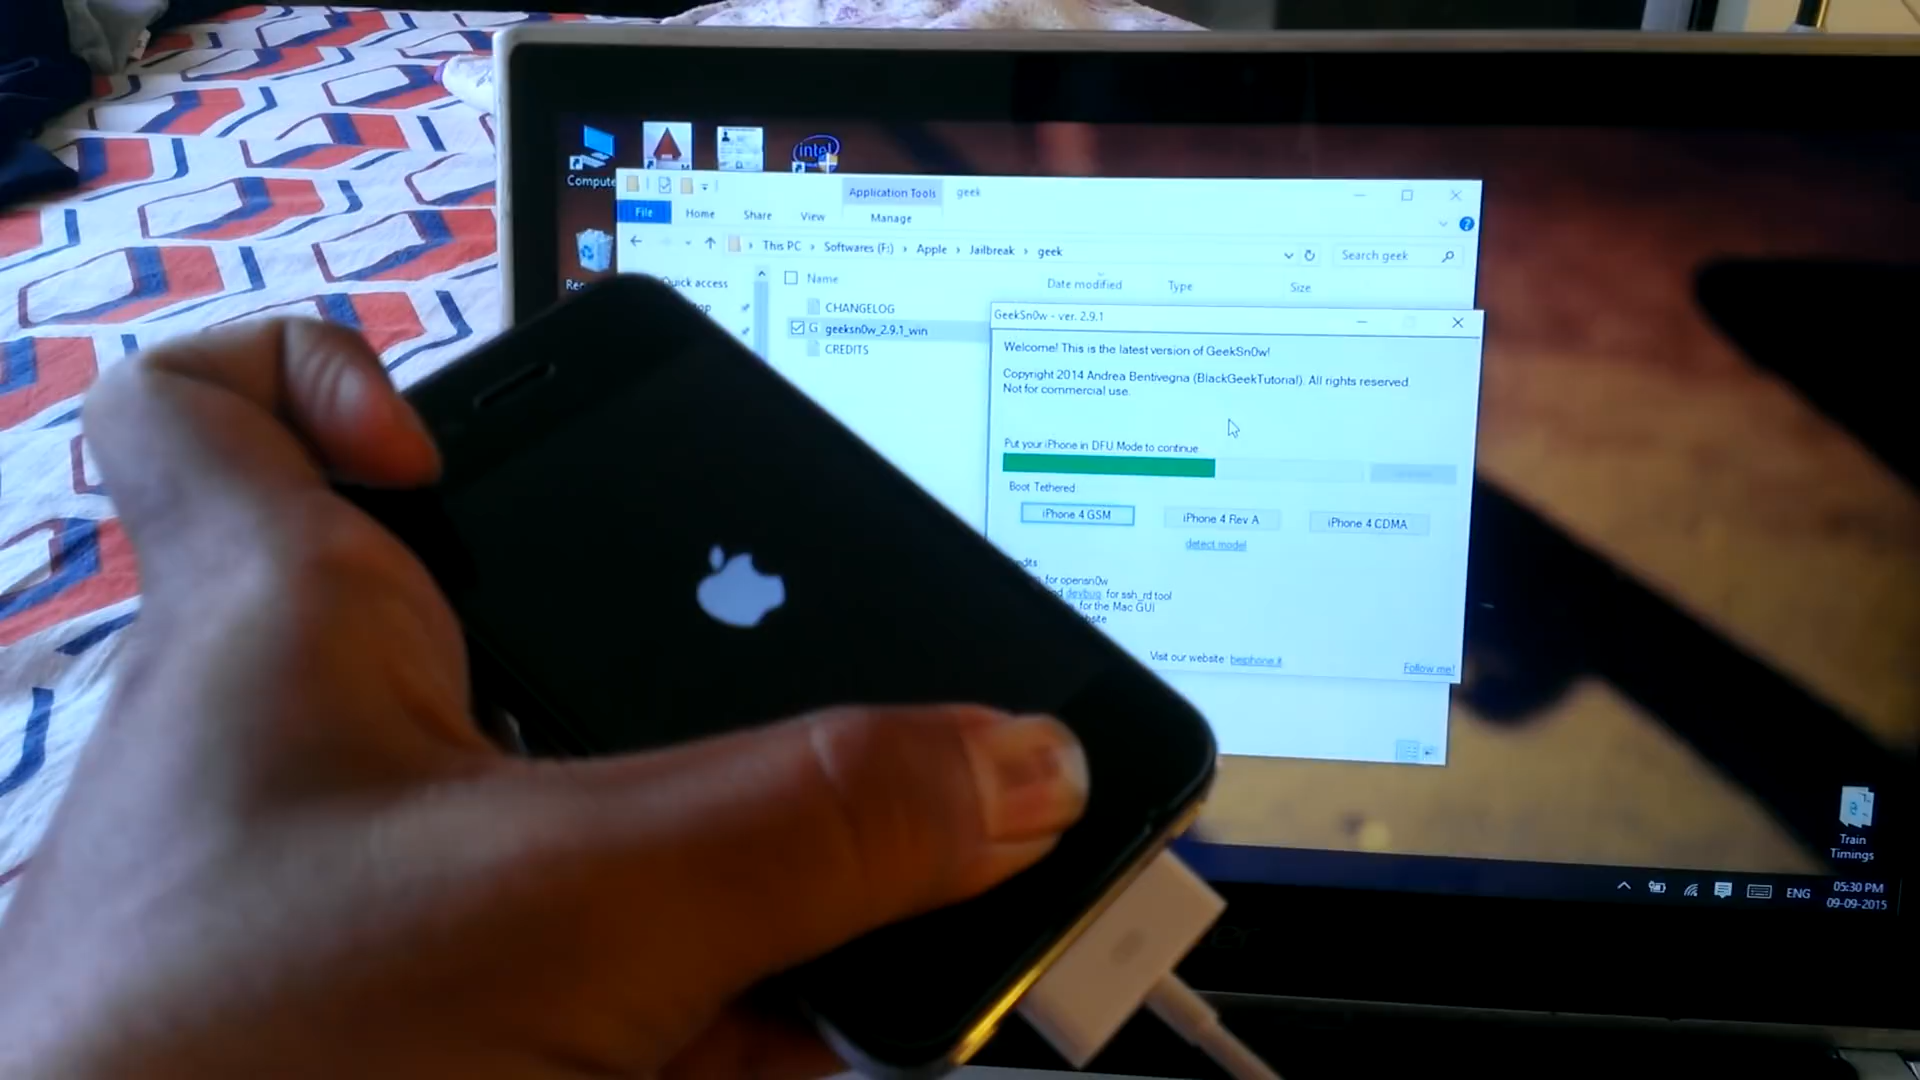 intel
Compute
Application Tools
geek
File
Home
Share
View
Manage
This PC › Softwares (F:) › Apple › Jailbreak › geek
Search geek
Quick access
Name
Date modified
Type
Size
CHANGELOG
geeksn0w_2.9.1_win
CREDITS
GeekSn0w - ver. 2.9.1
Welcome! This is the latest version of GeekSn0w!
Copyright 2014 Andrea Bentivegna (BlackGeekTutorial). All rights reserved.
Not for commercial use.
Put your iPhone in DFU Mode to continue
Boot Tethered
iPhone 4 GSM
iPhone 4 Rev A
iPhone 4 CDMA
detect model
for opensn0w
devbug for ssh_rd tool
for the Mac GUI
Visit our website: beiphone.it
Follow me!
Train
Timings
ENG
05:30 PM
09-09-2015